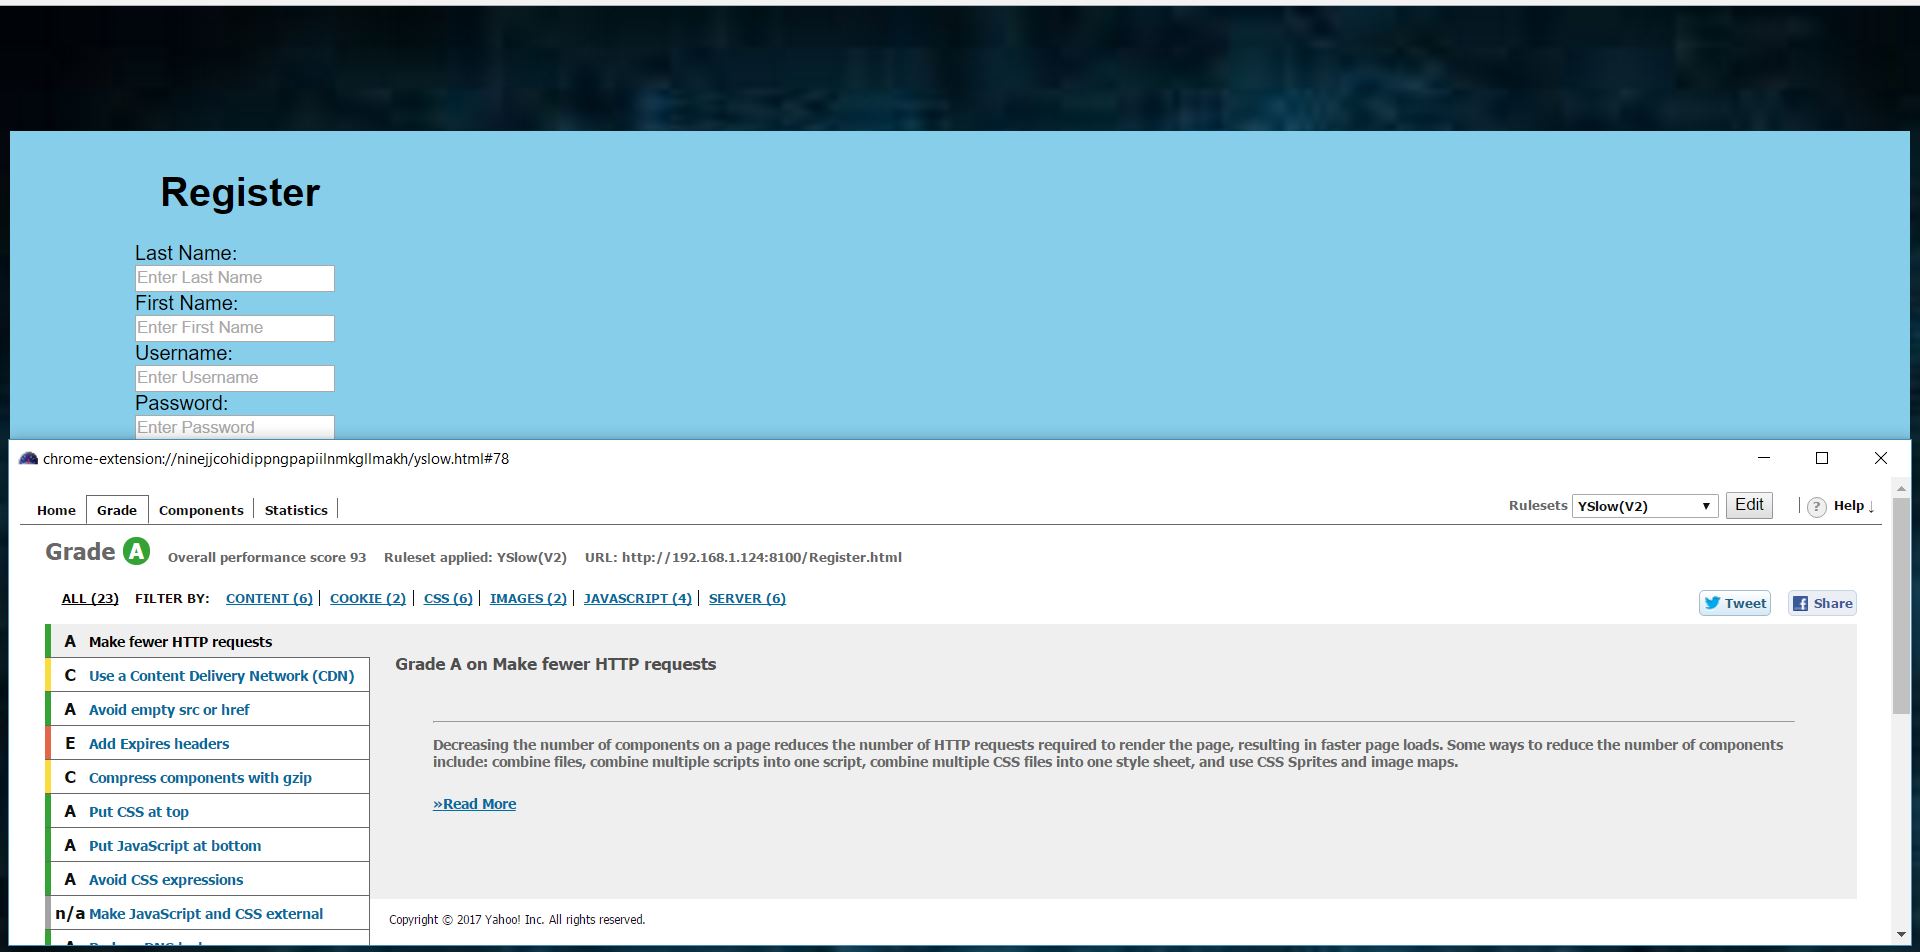 Register
Last Name:
Enter Last Name
First Name:
Enter First Name
Username:
Enter Username
Password:
Enter Password
chrome-extension://ninejjcohidippngpapiilnmkgllmakh/yslow.html#78
Home Grade Components Statistics Rulesets YSlow(V2) Edit ? Help ↓
Grade A Overall performance score 93 Ruleset applied: YSlow(V2) URL: http://192.168.1.124:8100/Register.html
ALL (23) FILTER BY: CONTENT (6) COOKIE (2) CSS (6) IMAGES (2) JAVASCRIPT (4) SERVER (6) Tweet Share
A Make fewer HTTP requests
C Use a Content Delivery Network (CDN)
A Avoid empty src or href
E Add Expires headers
C Compress components with gzip
A Put CSS at top
A Put JavaScript at bottom
A Avoid CSS expressions
n/a Make JavaScript and CSS external
Grade A on Make fewer HTTP requests
Decreasing the number of components on a page reduces the number of HTTP requests required to render the page, resulting in faster page loads. Some ways to reduce the number of components
include: combine files, combine multiple scripts into one script, combine multiple CSS files into one style sheet, and use CSS Sprites and image maps.
»Read More
Copyright © 2017 Yahoo! Inc. All rights reserved.